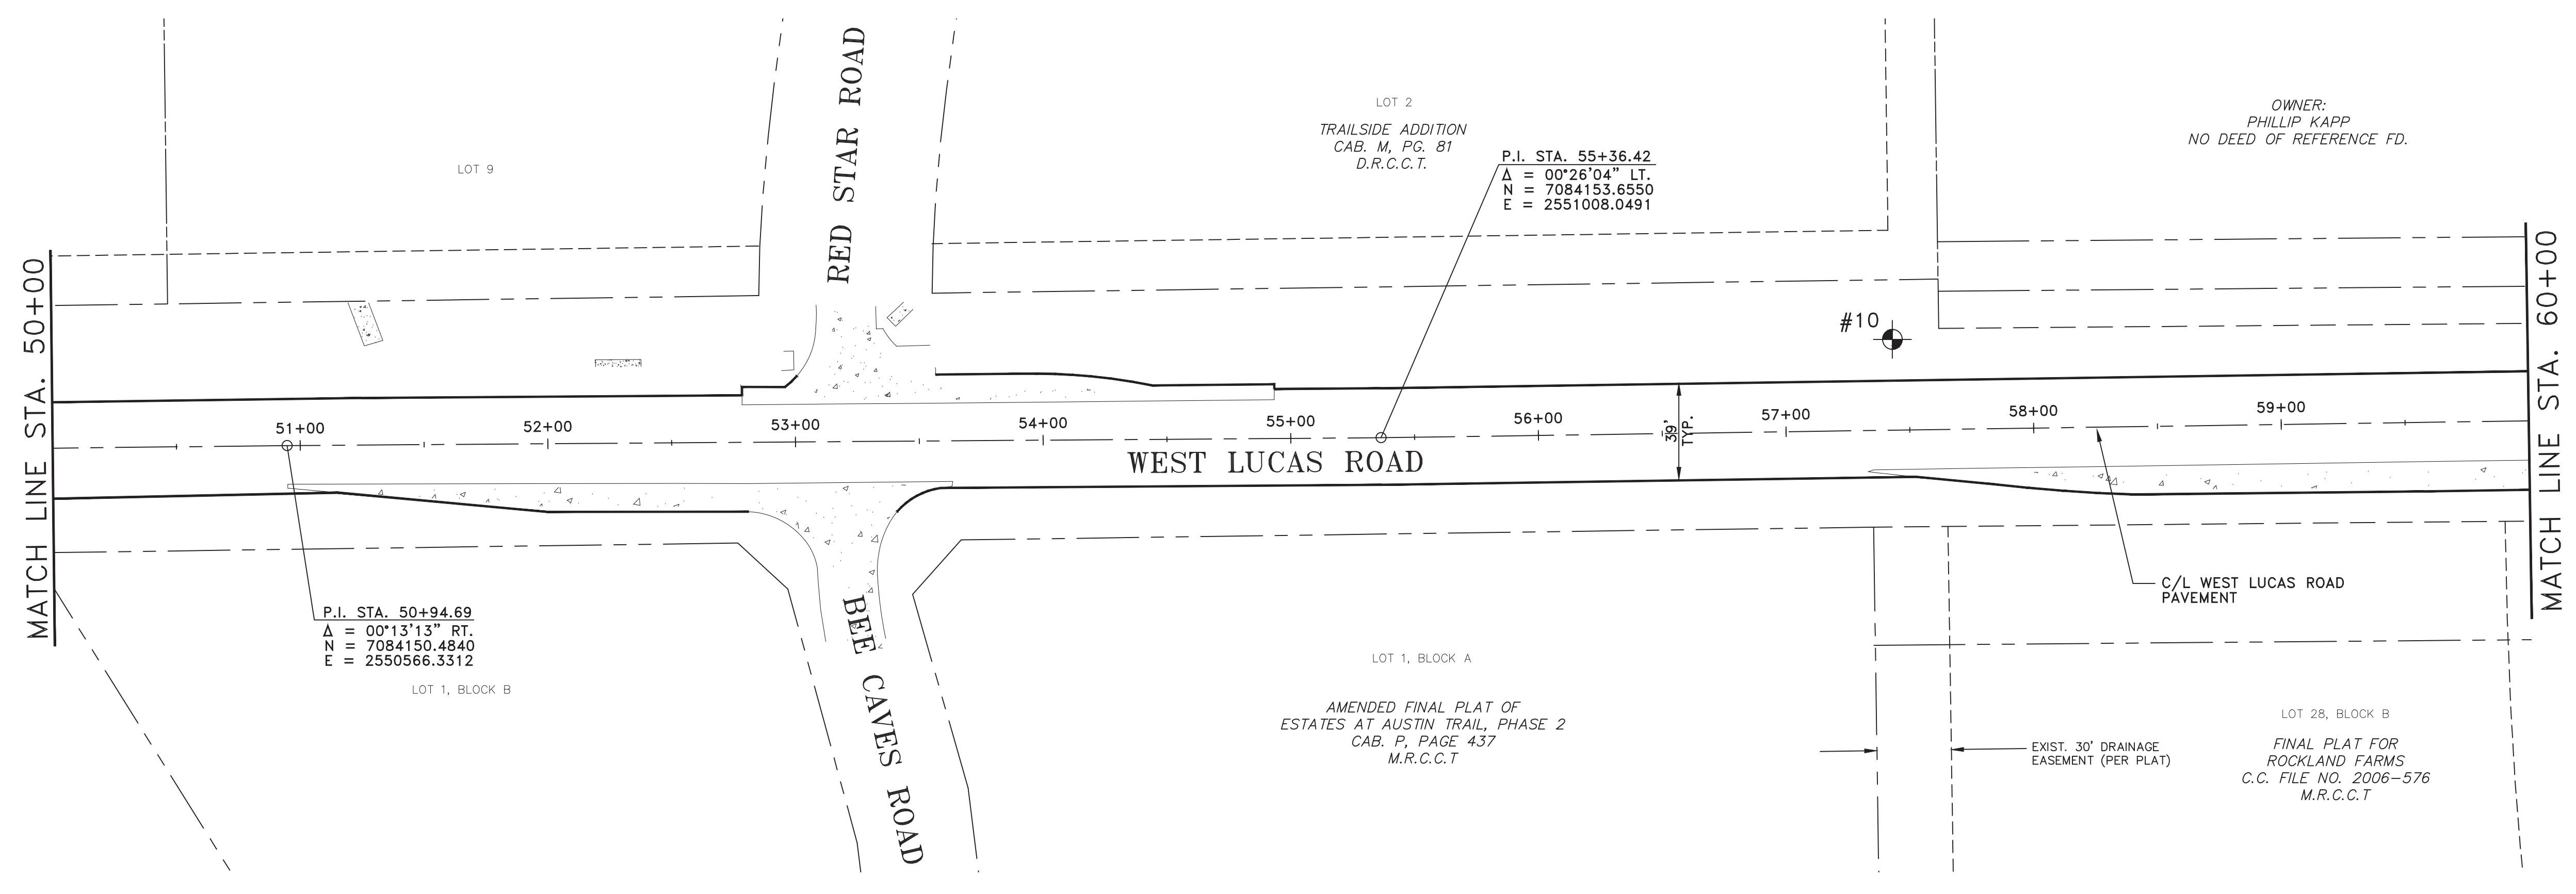 RED STAR ROAD
LOT 2
TRAILSIDE ADDITION
CAB. M, PG. 81
D.R.C.C.T.
OWNER:
PHILLIP KAPP
NO DEED OF REFERENCE FD.
LOT 9
P.I. STA. 55+36.42
Δ = 00°26'04" LT.
N = 7084153.6550
E = 2551008.0491
MATCH LINE STA. 50+00
#10
MATCH LINE STA. 60+00
51+00
52+00
53+00
54+00
55+00
56+00
57+00
58+00
59+00
39'
TYP.
WEST LUCAS ROAD
C/L WEST LUCAS ROAD
PAVEMENT
P.I. STA. 50+94.69
Δ = 00°13'13" RT.
N = 7084150.4840
E = 2550566.3312
LOT 1, BLOCK B
BEE CAVES ROAD
LOT 1, BLOCK A
AMENDED FINAL PLAT OF
ESTATES AT AUSTIN TRAIL, PHASE 2
CAB. P, PAGE 437
M.R.C.C.T
EXIST. 30' DRAINAGE
EASEMENT (PER PLAT)
LOT 28, BLOCK B
FINAL PLAT FOR
ROCKLAND FARMS
C.C. FILE NO. 2006-576
M.R.C.C.T